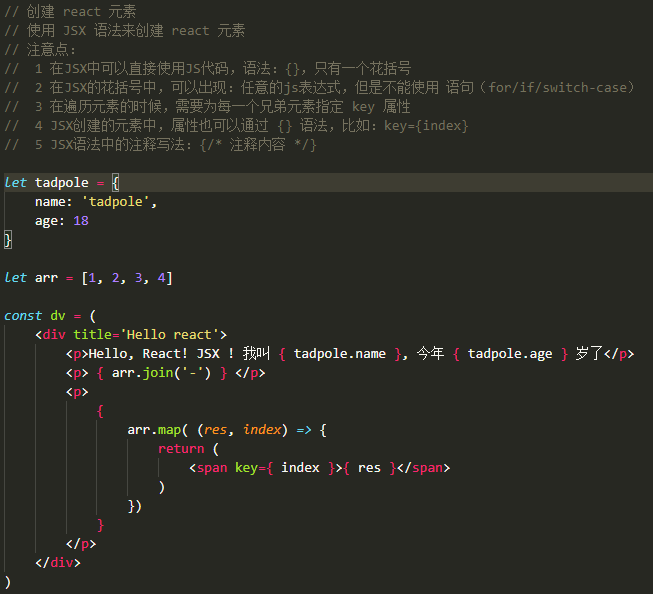 // 创建 react 元素
// 使用 JSX 语法来创建 react 元素
// 注意点：
//  1 在JSX中可以直接使用JS代码，语法：{}，只有一个花括号
//  2 在JSX的花括号中，可以出现：任意的js表达式，但是不能使用 语句（for/if/switch-case）
//  3 在遍历元素的时候，需要为每一个兄弟元素指定 key 属性
//  4 JSX创建的元素中，属性也可以通过 {} 语法，比如：key={index}
//  5 JSX语法中的注释写法：{/* 注释内容 */}
let tadpole = {
    name: 'tadpole',
    age: 18
}
let arr = [1, 2, 3, 4]
const dv = (
    <div title='Hello react'>
        <p>Hello, React! JSX ! 我叫 { tadpole.name }, 今年 { tadpole.age } 岁了</p>
        <p> { arr.join('-') } </p>
        <p>
            {
                arr.map( (res, index) => {
                    return (
                        <span key={ index }>{ res }</span>
                    )
                })
            }
        </p>
    </div>
)